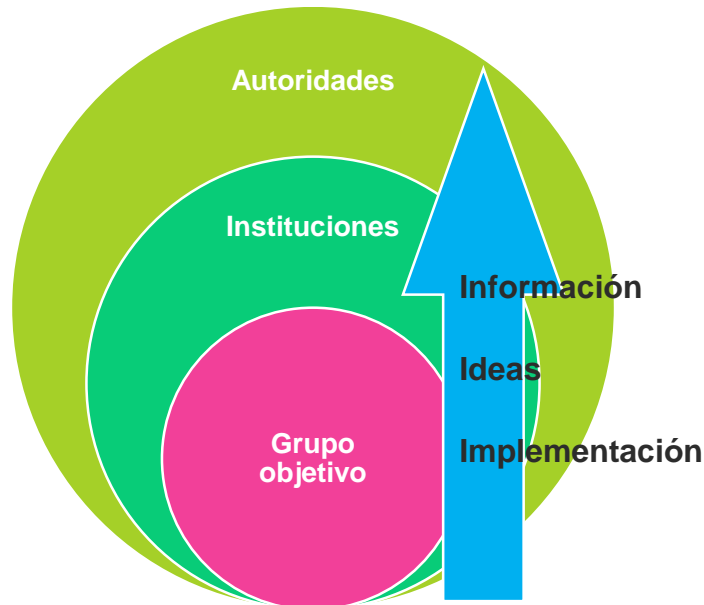 Autoridades
Instituciones
Información
Ideas
Grupo
objetivo
Implementación